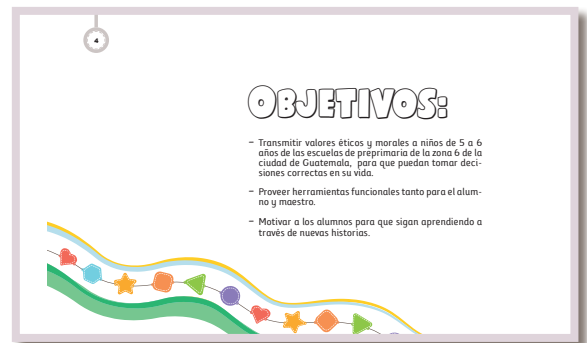 4
OBJETIVOS:
- Transmitir valores éticos y morales a niños de 5 a 6
años de las escuelas de preprimaria de la zona 6 de la
ciudad de Guatemala, para que puedan tomar deci-
siones correctas en su vida.
- Proveer herramientas funcionales tanto para el alum-
no y maestro.
- Motivar a los alumnos para que sigan aprendiendo a
través de nuevas historias.